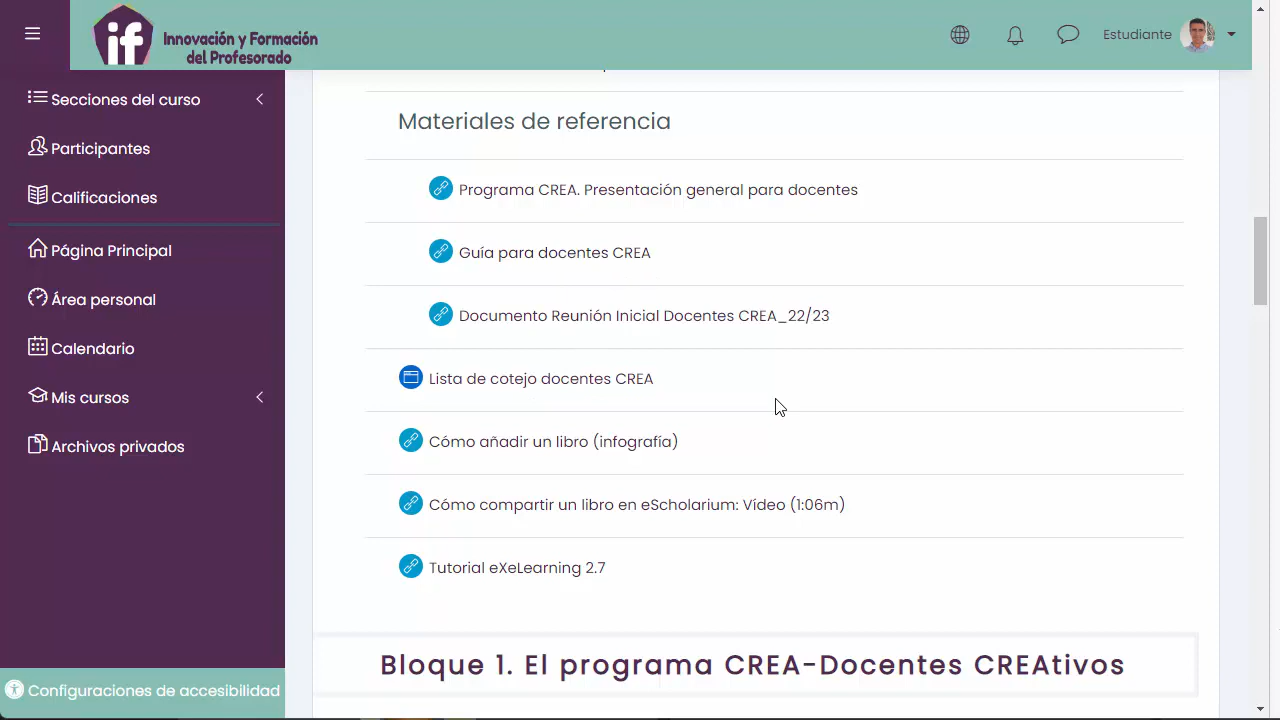 if
Innovación y Formación
del Profesorado
Estudiante
Secciones del curso
Participantes
Calificaciones
Página Principal
Área personal
Calendario
Mis cursos
Archivos privados
Configuraciones de accesibilidad
Materiales de referencia
Programa CREA. Presentación general para docentes
Guía para docentes CREA
Documento Reunión Inicial Docentes CREA_22/23
Lista de cotejo docentes CREA
Cómo añadir un libro (infografía)
Cómo compartir un libro en eScholarium: Vídeo (1:06m)
Tutorial eXeLearning 2.7
Bloque 1. El programa CREA-Docentes CREAtivos